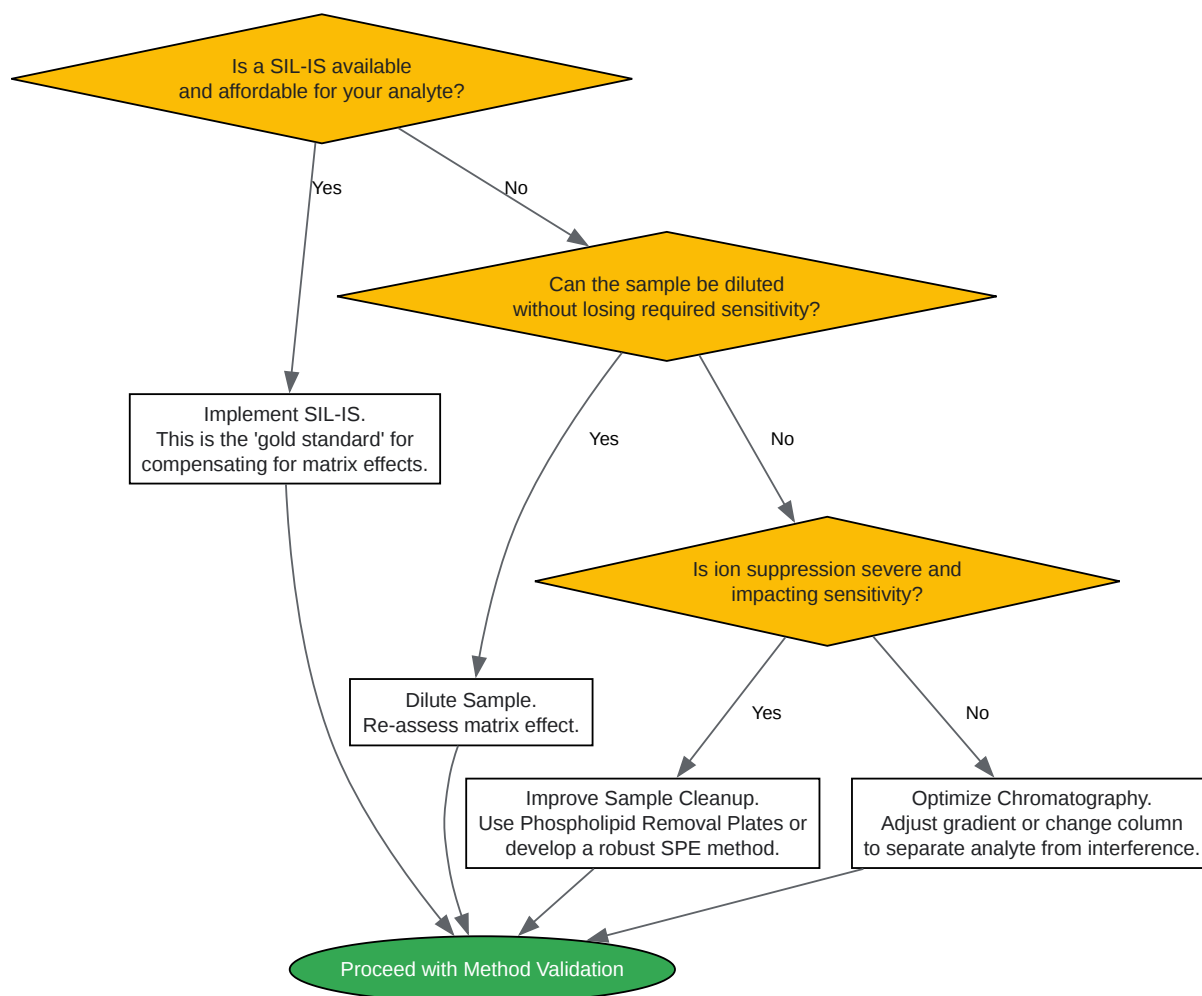 Is a SIL-IS available
and affordable for your analyte?
Yes
No
Can the sample be diluted
without losing required sensitivity?
Implement SIL-IS.
This is the 'gold standard' for
compensating for matrix effects.
Yes
No
Is ion suppression severe and
impacting sensitivity?
Dilute Sample.
Re-assess matrix effect.
Yes
No
Improve Sample Cleanup.
Use Phospholipid Removal Plates or
develop a robust SPE method.
Optimize Chromatography.
Adjust gradient or change column
to separate analyte from interference.
Proceed with Method Validation